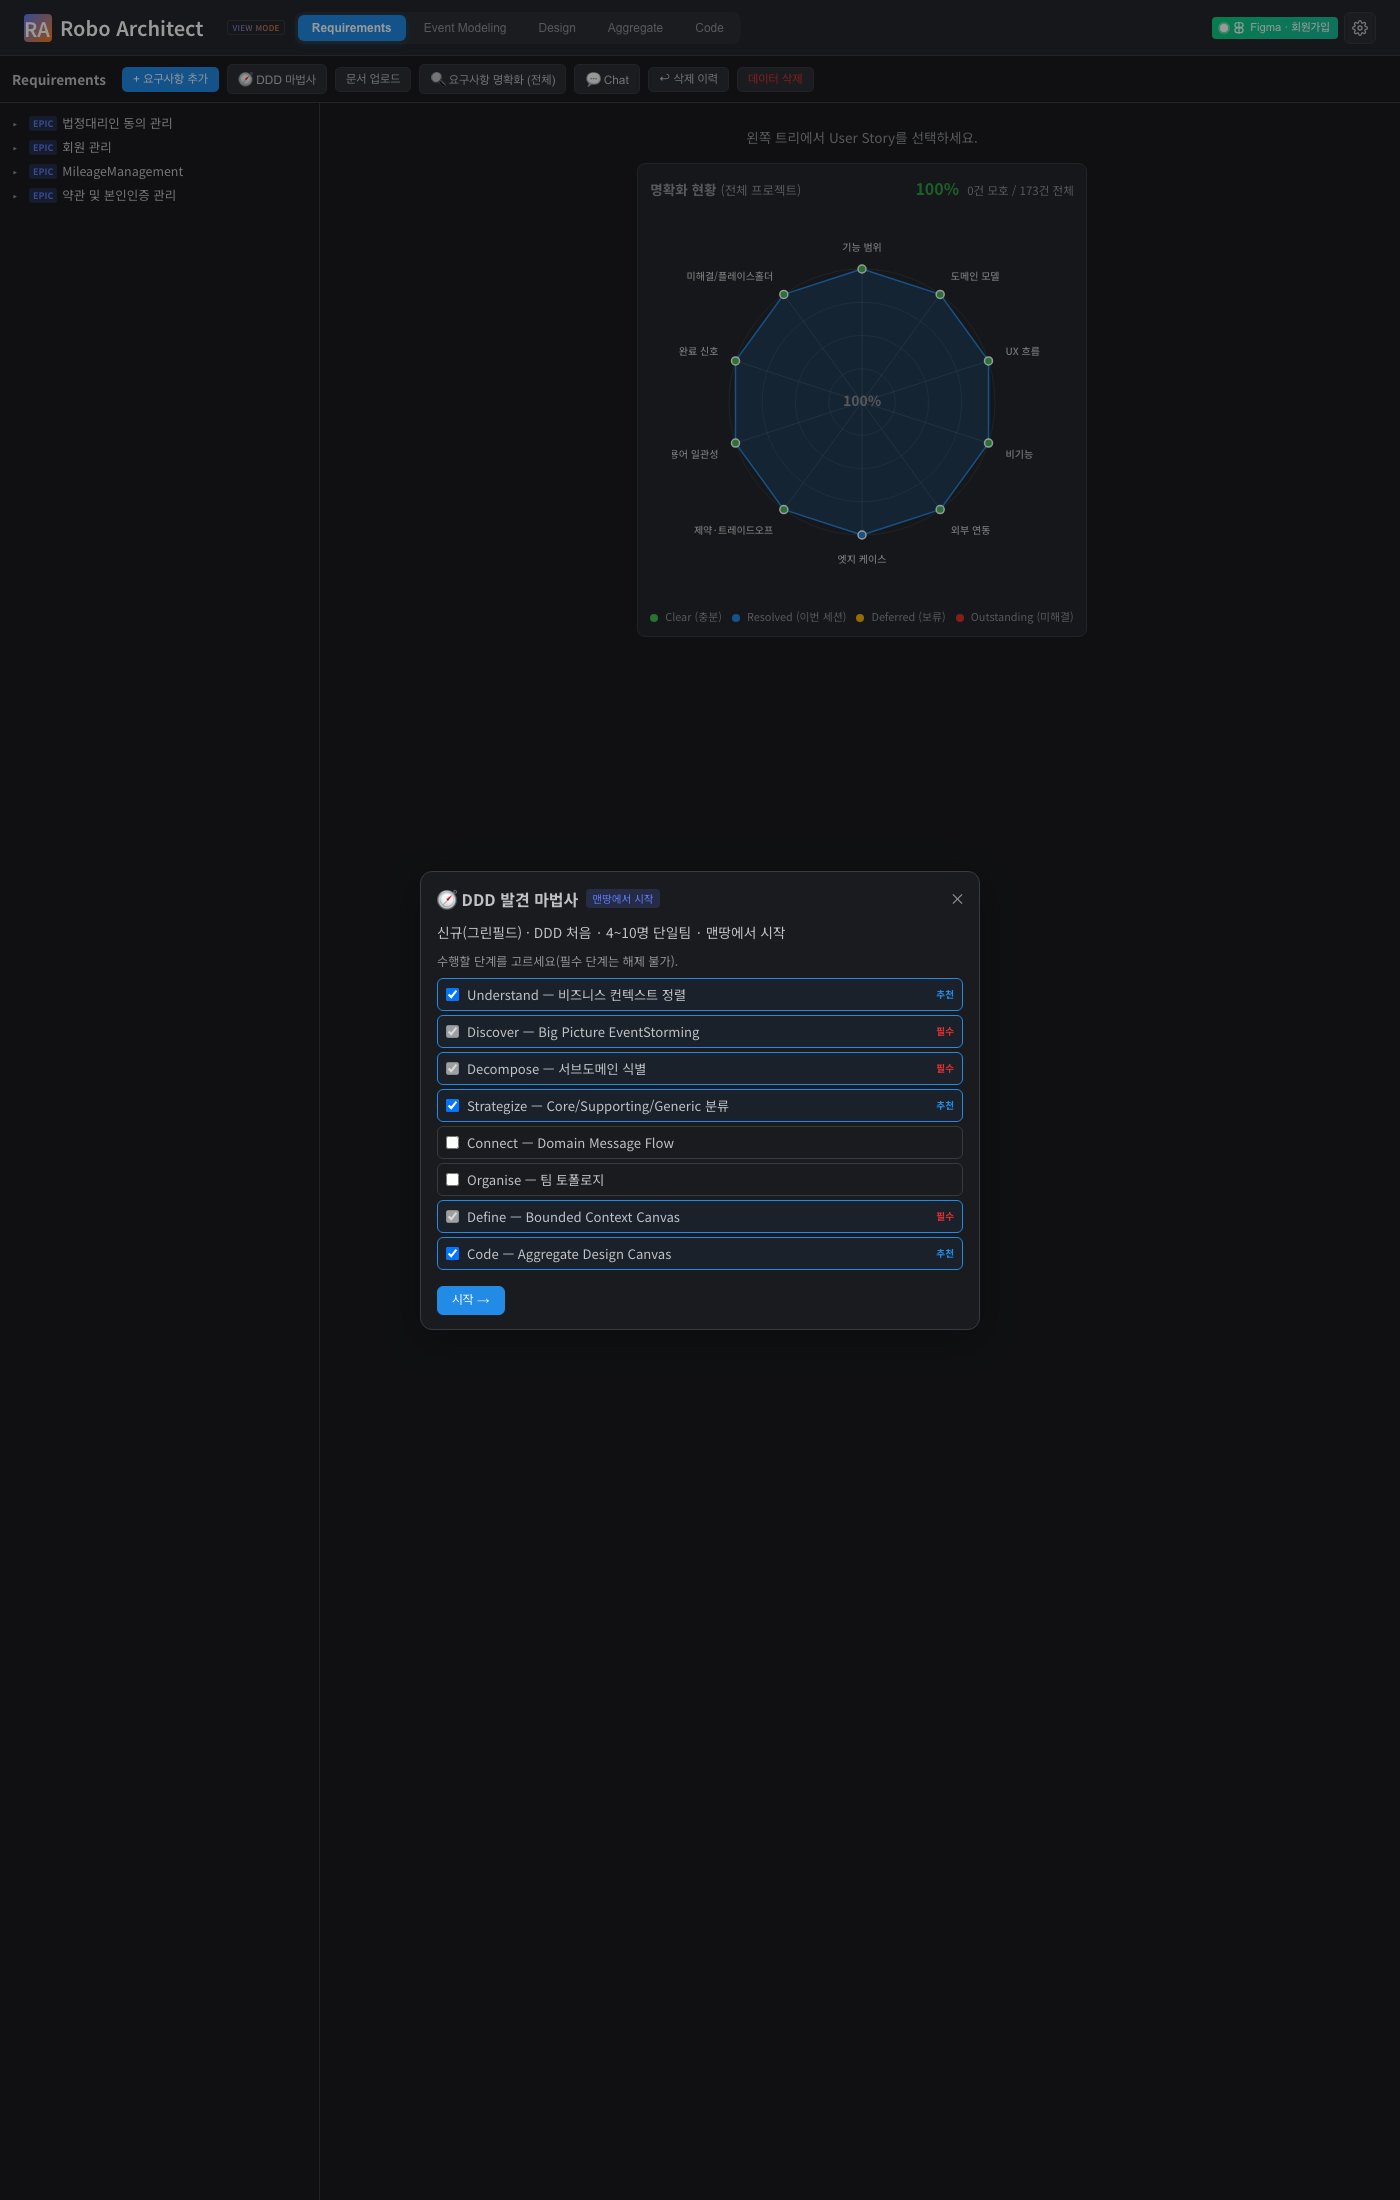 RA Robo Architect VIEW MODE Requirements Event Modeling Design Aggregate Code Figma · 회원가입
Requirements + 요구사항 추가 DDD 마법사 문서 업로드 요구사항 명확화 (전체) Chat ↩ 삭제 이력 데이터 삭제
▸ EPIC 법정대리인 동의 관리
▸ EPIC 회원 관리
▸ EPIC MileageManagement
▸ EPIC 약관 및 본인인증 관리
왼쪽 트리에서 User Story를 선택하세요.
명확화 현황 (전체 프로젝트) 100% 0건 모호 / 173건 전체
기능 범위
미해결/플레이스홀더 도메인 모델
완료 신호 UX 흐름
100%
용어 일관성 비기능
제약·트레이드오프 외부 연동
엣지 케이스
Clear (충분) Resolved (이번 세션) Deferred (보류) Outstanding (미해결)
DDD 발견 마법사 맨땅에서 시작
신규(그린필드) · DDD 처음 · 4~10명 단일팀 · 맨땅에서 시작
수행할 단계를 고르세요(필수 단계는 해제 불가).
Understand — 비즈니스 컨텍스트 정렬 추천
Discover — Big Picture EventStorming 필수
Decompose — 서브도메인 식별 필수
Strategize — Core/Supporting/Generic 분류 추천
Connect — Domain Message Flow
Organise — 팀 토폴로지
Define — Bounded Context Canvas 필수
Code — Aggregate Design Canvas 추천
시작 →